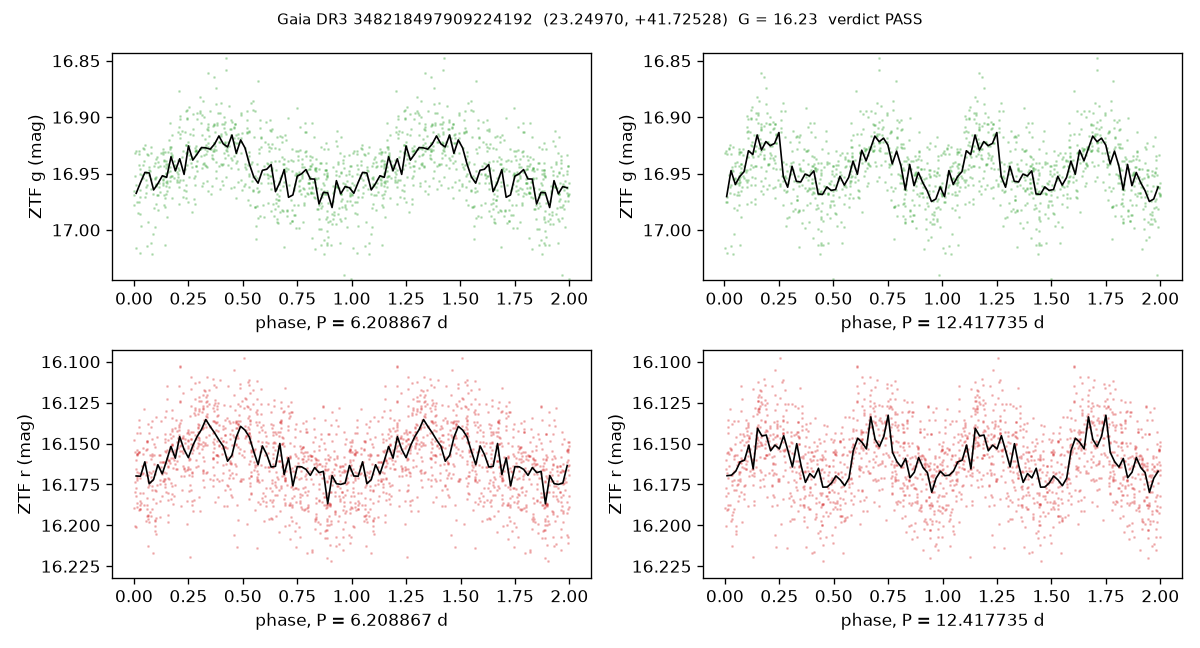 Gaia DR3 348218497909224192  (23.24970, +41.72528)  G = 16.23  verdict PASS
ZTF g (mag)
16.85
16.90
16.95
17.00
0.00 0.25 0.50 0.75 1.00 1.25 1.50 1.75 2.00
phase, P = 6.208867 d
ZTF g (mag)
16.85
16.90
16.95
17.00
0.00 0.25 0.50 0.75 1.00 1.25 1.50 1.75 2.00
phase, P = 12.417735 d
ZTF r (mag)
16.100
16.125
16.150
16.175
16.200
16.225
0.00 0.25 0.50 0.75 1.00 1.25 1.50 1.75 2.00
phase, P = 6.208867 d
ZTF r (mag)
16.100
16.125
16.150
16.175
16.200
16.225
0.00 0.25 0.50 0.75 1.00 1.25 1.50 1.75 2.00
phase, P = 12.417735 d